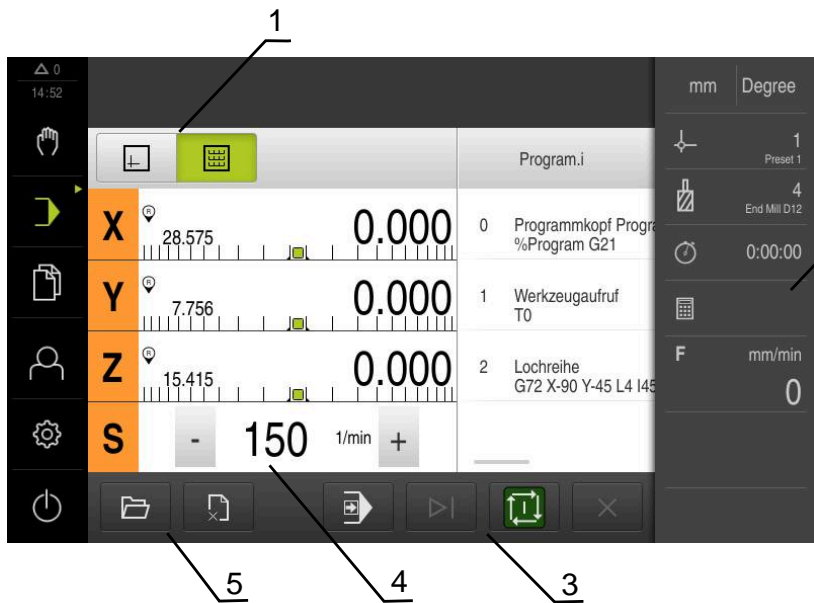 1
0
14:52
mm Degree
1
Preset 1
4
End Mill D12
0:00:00
F mm/min
0
Program.i
X R 28.575 0.000
Y R 7.756 0.000
Z R 15.415 0.000
S - 150 1/min +
0 Programmkopf Progra
%Program G21
1 Werkzeugaufruf
T0
2 Lochreihe
G72 X-90 Y-45 L4 I45
5 4 3